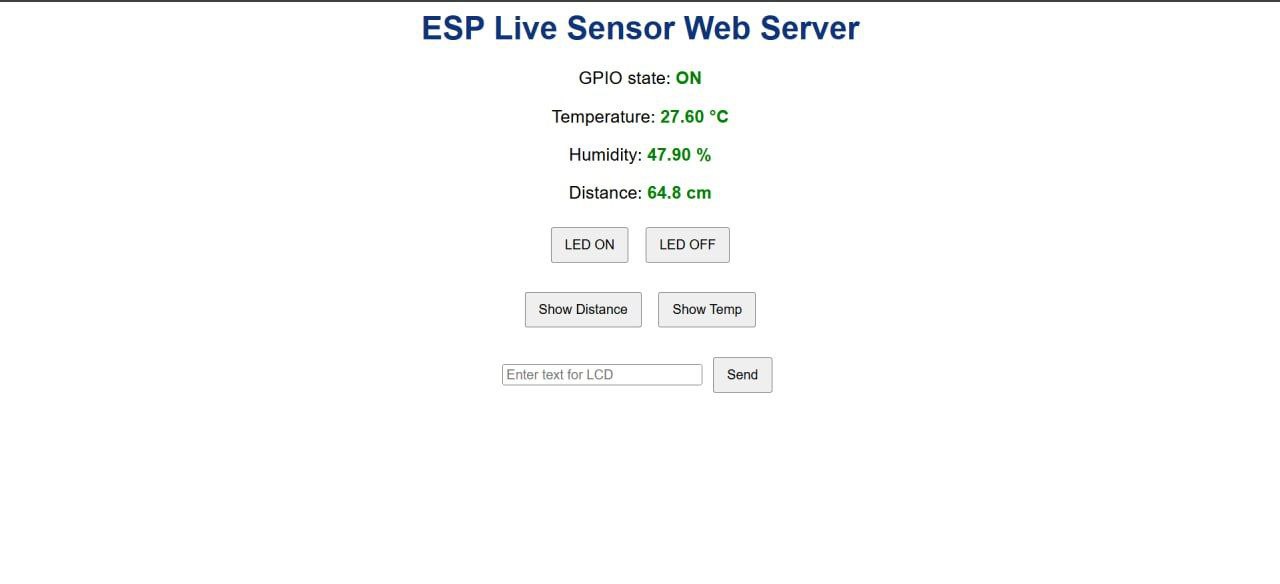 ESP Live Sensor Web Server
GPIO state: ON
Temperature: 27.60 °C
Humidity: 47.90 %
Distance: 64.8 cm
LED ON LED OFF
Show Distance Show Temp
Enter text for LCD Send